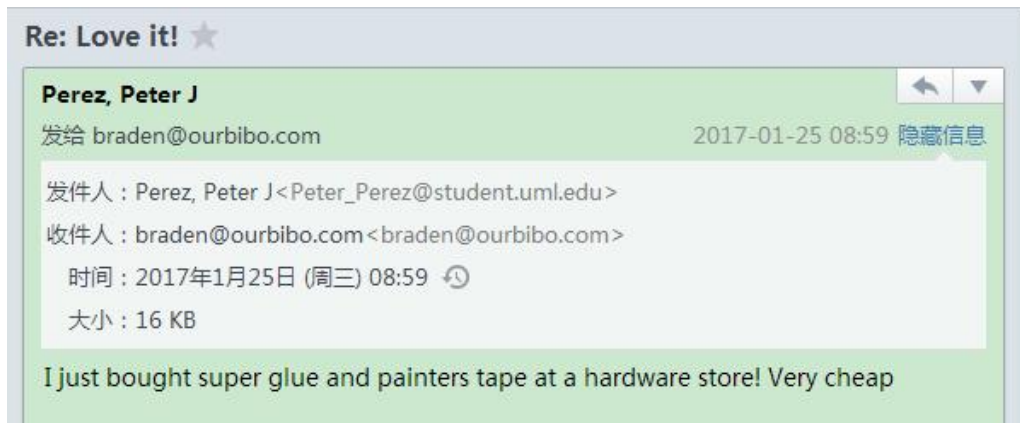 Re: Love it!
Perez, Peter J
发给 braden@ourbibo.com 2017-01-25 08:59 隐藏信息
发件人：Perez, Peter J<Peter_Perez@student.uml.edu>
收件人：braden@ourbibo.com<braden@ourbibo.com>
时间：2017年1月25日 (周三) 08:59
大小：16 KB
I just bought super glue and painters tape at a hardware store! Very cheap